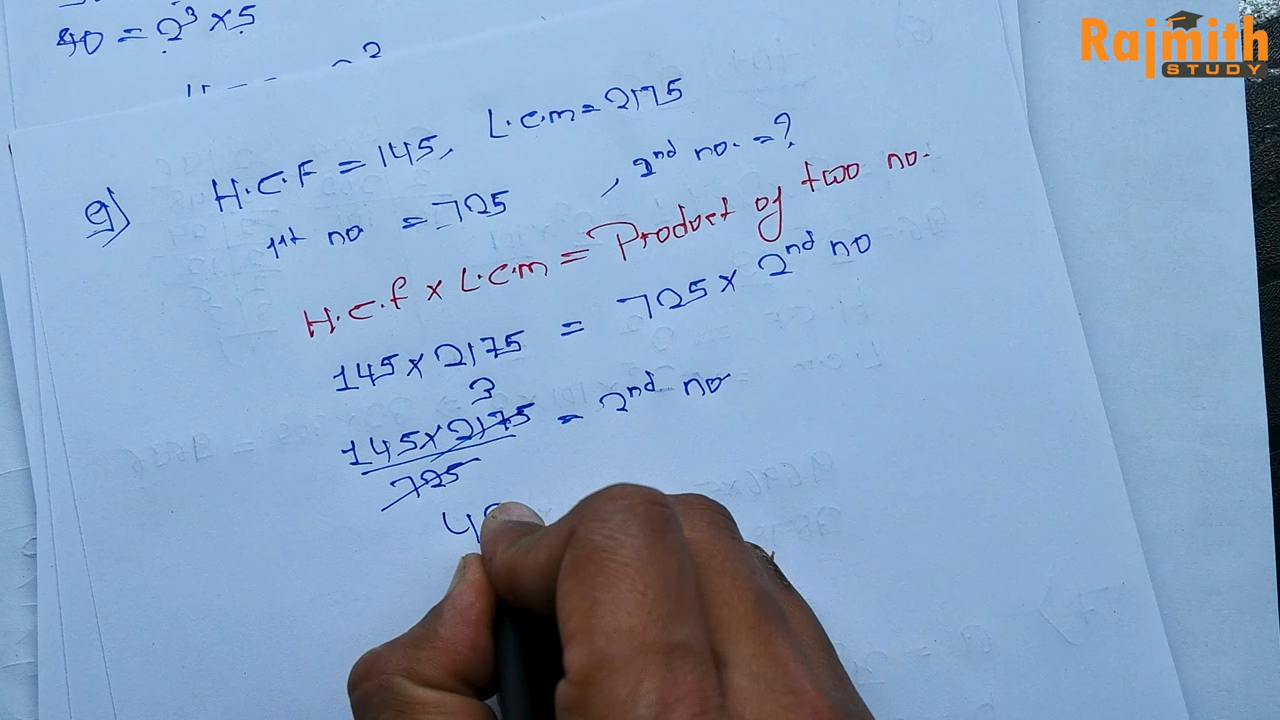 40 = 2³ × 5
Rajmith
STUDY
9) H.C.F = 145, L.C.M = 2175
1st no = 725 , 2nd no. = ?
H.C.F × L.C.M = Product of two no.
145 × 2175 = 725 × 2nd no
3
145 × 2175 = 2nd no
725
4